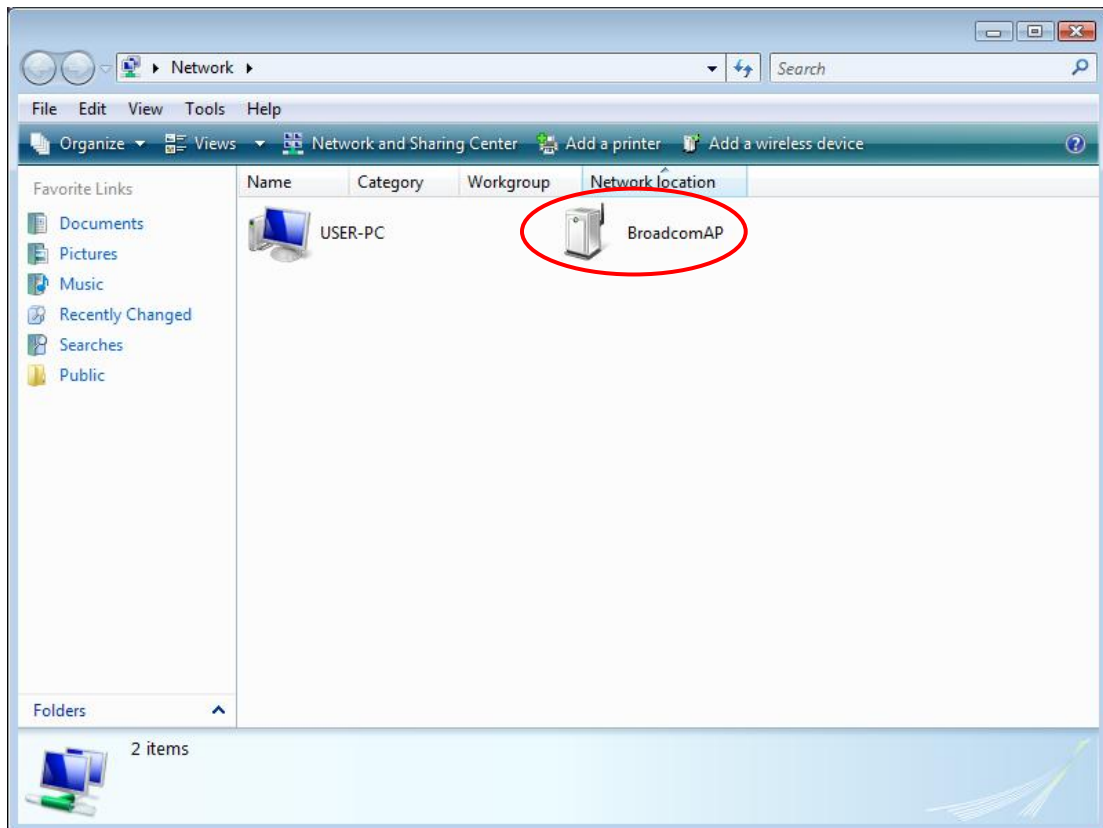 Network
Search
File Edit View Tools Help
Organize Views Network and Sharing Center Add a printer Add a wireless device
Favorite Links
Documents
Pictures
Music
Recently Changed
Searches
Public
Folders
Name Category Workgroup Network location
USER-PC BroadcomAP
2 items